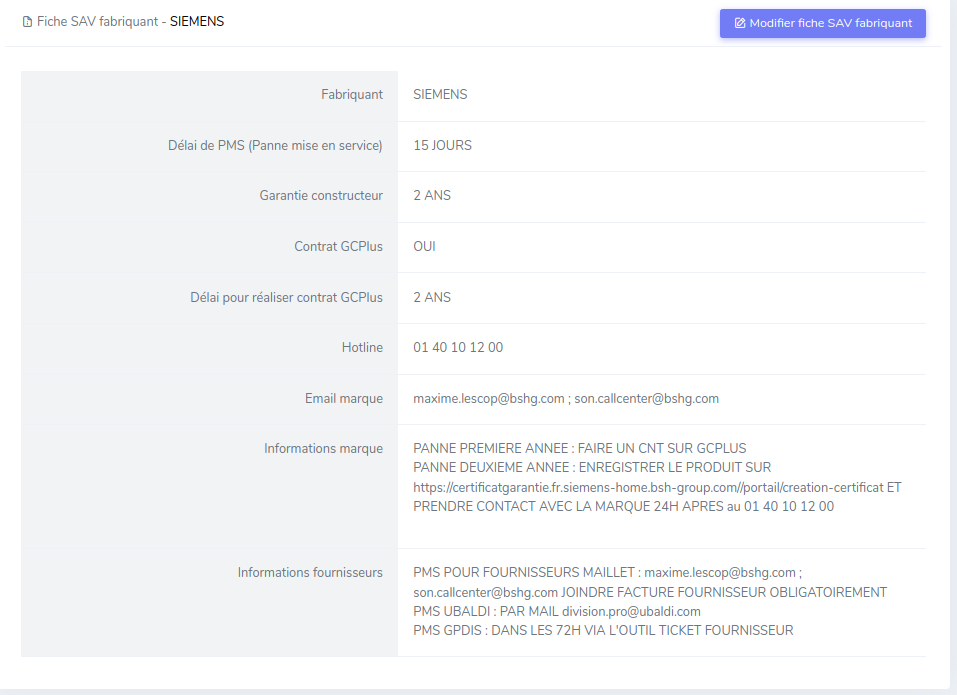 Fiche SAV fabriquant - SIEMENS
Modifier fiche SAV fabriquant
Fabriquant SIEMENS
Délai de PMS (Panne mise en service) 15 JOURS
Garantie constructeur 2 ANS
Contrat GCPlus OUI
Délai pour réaliser contrat GCPlus 2 ANS
Hotline 01 40 10 12 00
Email marque maxime.lescop@bshg.com ; son.callcenter@bshg.com
Informations marque PANNE PREMIERE ANNEE : FAIRE UN CNT SUR GCPLUS
PANNE DEUXIEME ANNEE : ENREGISTRER LE PRODUIT SUR
https://certificatgarantie.fr.siemens-home.bsh-group.com//portail/creation-certificat ET
PRENDRE CONTACT AVEC LA MARQUE 24H APRES au 01 40 10 12 00
Informations fournisseurs PMS POUR FOURNISSEURS MAILLET : maxime.lescop@bshg.com ;
son.callcenter@bshg.com JOINDRE FACTURE FOURNISSEUR OBLIGATOIREMENT
PMS UBALDI : PAR MAIL division.pro@ubaldi.com
PMS GPDIS : DANS LES 72H VIA L'OUTIL TICKET FOURNISSEUR